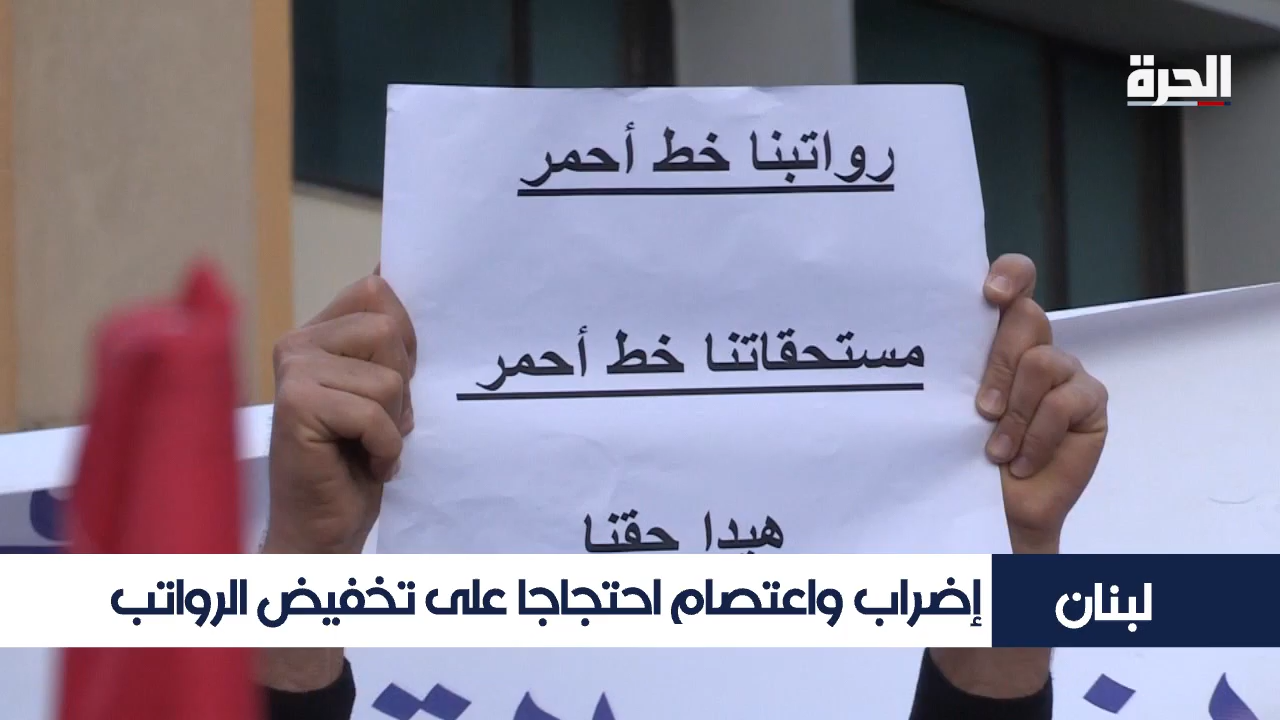 الحرة
رواتبنا خط أحمر
مستحقاتنا خط أحمر
هيدا حقنا
لبنان
إضراب واعتصام احتجاجا على تخفيض الرواتب